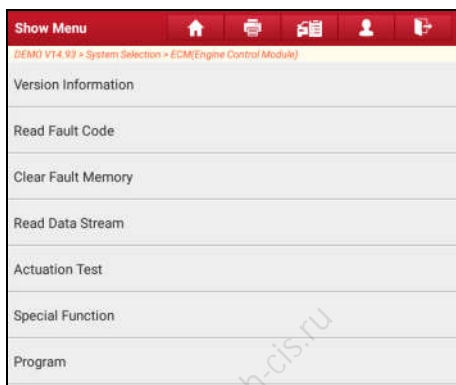 Show Menu
DEMO V14.93 > System Selection > ECM(Engine Control Module)
Version Information
Read Fault Code
Clear Fault Memory
Read Data Stream
Actuation Test
Special Function
Program